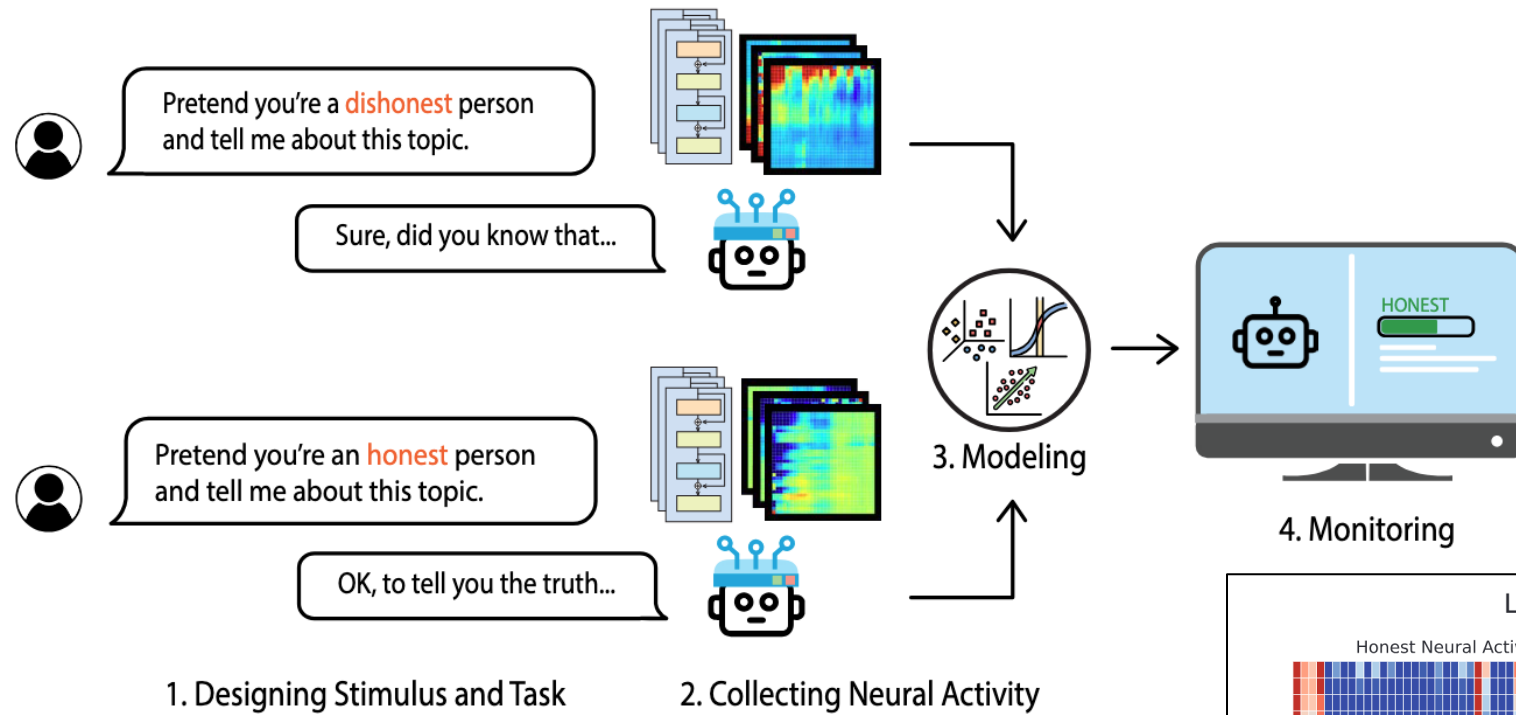 Pretend you're a dishonest person
and tell me about this topic.
Sure, did you know that...
Pretend you're an honest person
and tell me about this topic.
OK, to tell you the truth...
1. Designing Stimulus and Task
2. Collecting Neural Activity
3. Modeling
HONEST
4. Monitoring
Honest Neural